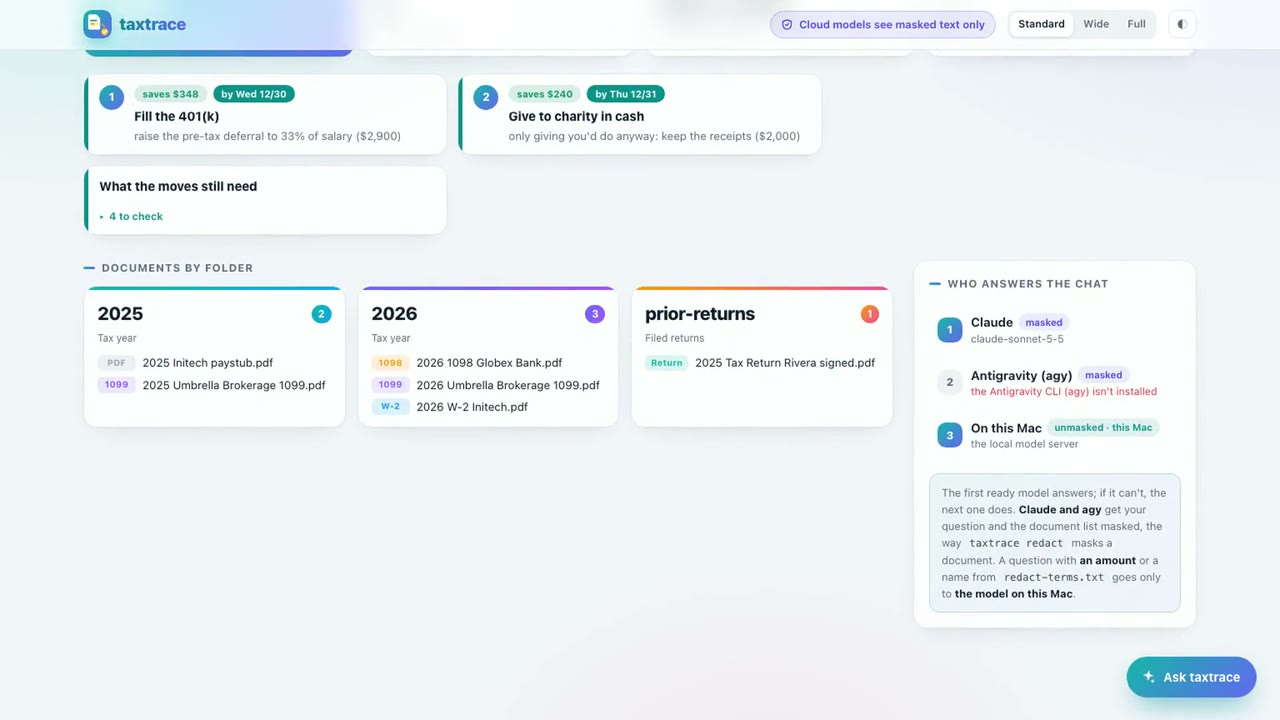 taxtrace
Cloud models see masked text only
Standard Wide Full
1 saves $348 by Wed 12/30
Fill the 401(k)
raise the pre-tax deferral to 33% of salary ($2,900)
2 saves $240 by Thu 12/31
Give to charity in cash
only giving you'd do anyway: keep the receipts ($2,000)
What the moves still need
4 to check
DOCUMENTS BY FOLDER
2025 2
Tax year
PDF 2025 Initech paystub.pdf
1099 2025 Umbrella Brokerage 1099.pdf
2026 3
Tax year
1098 2026 1098 Globex Bank.pdf
1099 2026 Umbrella Brokerage 1099.pdf
W-2 2026 W-2 Initech.pdf
prior-returns 1
Filed returns
Return 2025 Tax Return Rivera signed.pdf
WHO ANSWERS THE CHAT
1 Claude masked
claude-sonnet-5-5
2 Antigravity (agy) masked
the Antigravity CLI (agy) isn't installed
3 On this Mac unmasked · this Mac
the local model server
The first ready model answers; if it can't, the
next one does. Claude and agy get your
question and the document list masked, the
way taxtrace redact masks a
document. A question with an amount or a
name from redact-terms.txt goes only
to the model on this Mac.
Ask taxtrace